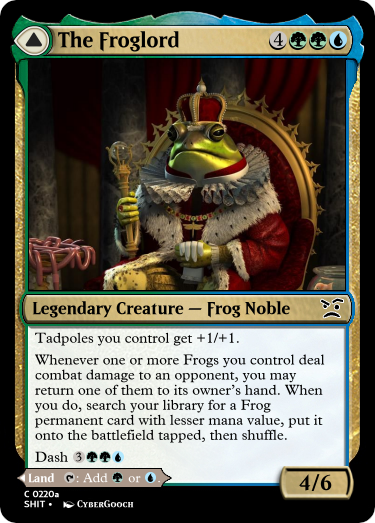 The Froglord 4
Legendary Creature — Frog Noble
Tadpoles you control get +1/+1.
Whenever one or more Frogs you control deal
combat damage to an opponent, you may
return one of them to its owner's hand. When
you do, search your library for a Frog
permanent card with lesser mana value, put it
onto the battlefield tapped, then shuffle.
Dash 3
Land : Add or .
4/6
C 0220a
SHIT • CyberGooch